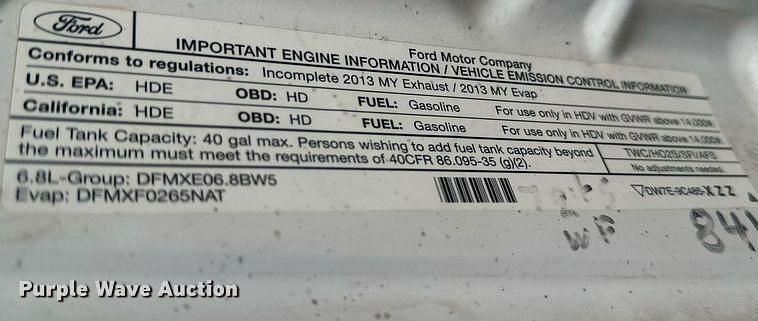 Ford
Ford Motor Company
IMPORTANT ENGINE INFORMATION / VEHICLE EMISSION CONTROL INFORMATION
Conforms to regulations: Incomplete 2013 MY Exhaust / 2013 MY Evap
U.S. EPA: HDE OBD: HD FUEL: Gasoline For use only in HDV with GVWR above 14,000#.
California: HDE OBD: HD FUEL: Gasoline For use only in HDV with GVWR above 14,000#.
Fuel Tank Capacity: 40 gal max. Persons wishing to add fuel tank capacity beyond
the maximum must meet the requirements of 40CFR 86.095-35 (g)(2).
TWC/HO2S/SFI/AFS
No adjustments needed.
6.8L-Group: DFMXE06.8BW5
Evap: DFMXF0265NAT
DW7E-9C485-XZZ
WF
Purple Wave Auction